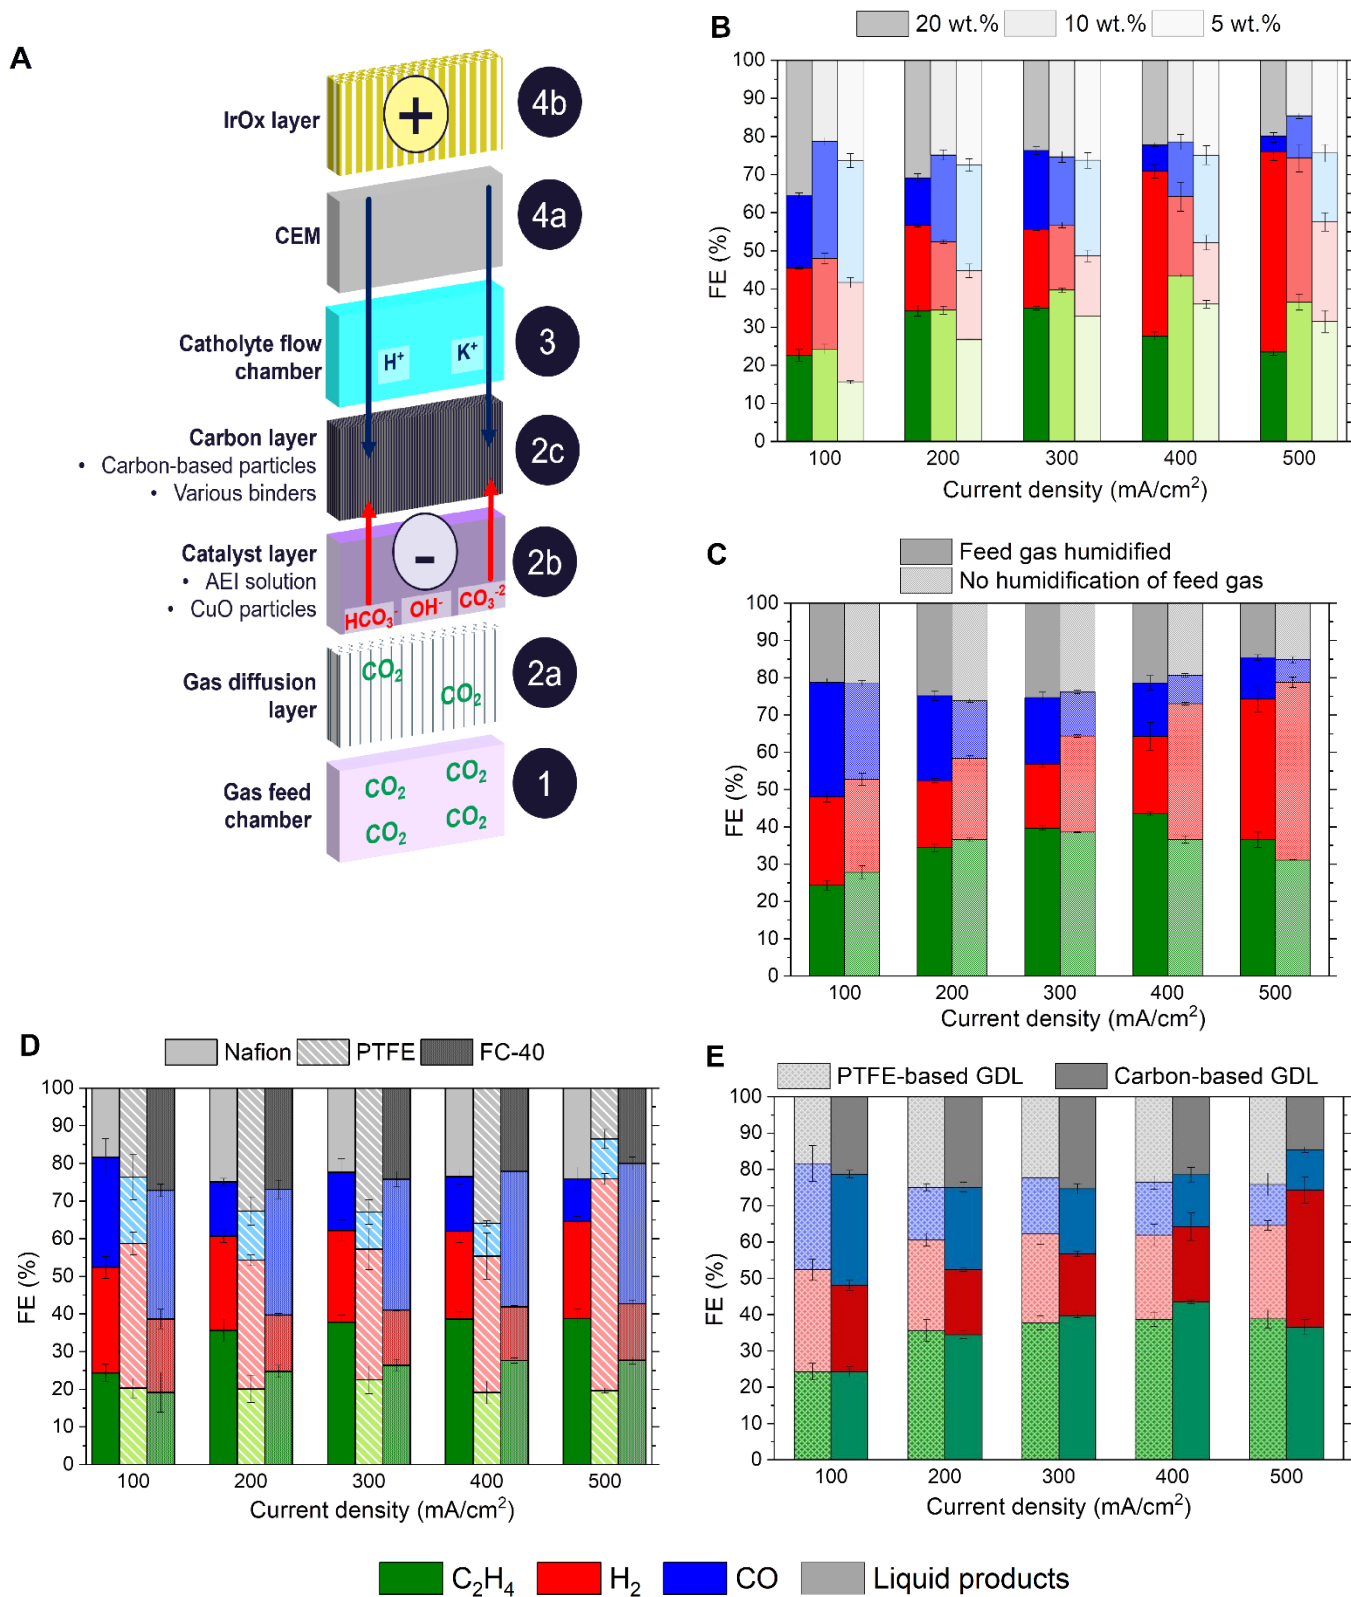 A
IrOx layer
+
4b
CEM
4a
Catholyte flow
chamber
H⁺
K⁺
3
Carbon layer
• Carbon-based particles
• Various binders
2c
Catalyst layer
• AEI solution
• CuO particles
-
HCO₃⁻
OH⁻
CO₃⁻²
2b
Gas diffusion
layer
CO₂
CO₂
2a
Gas feed
chamber
CO₂
CO₂
CO₂
CO₂
1
B
20 wt.%
10 wt.%
5 wt.%
FE (%)
100
90
80
70
60
50
40
30
20
10
0
100
200
300
400
500
Current density (mA/cm²)
C
Feed gas humidified
No humidification of feed gas
FE (%)
100
90
80
70
60
50
40
30
20
10
0
100
200
300
400
500
Current density (mA/cm²)
D
Nafion
PTFE
FC-40
FE (%)
100
90
80
70
60
50
40
30
20
10
0
100
200
300
400
500
Current density (mA/cm²)
E
PTFE-based GDL
Carbon-based GDL
FE (%)
100
90
80
70
60
50
40
30
20
10
0
100
200
300
400
500
Current density (mA/cm²)
C₂H₄
H₂
CO
Liquid products